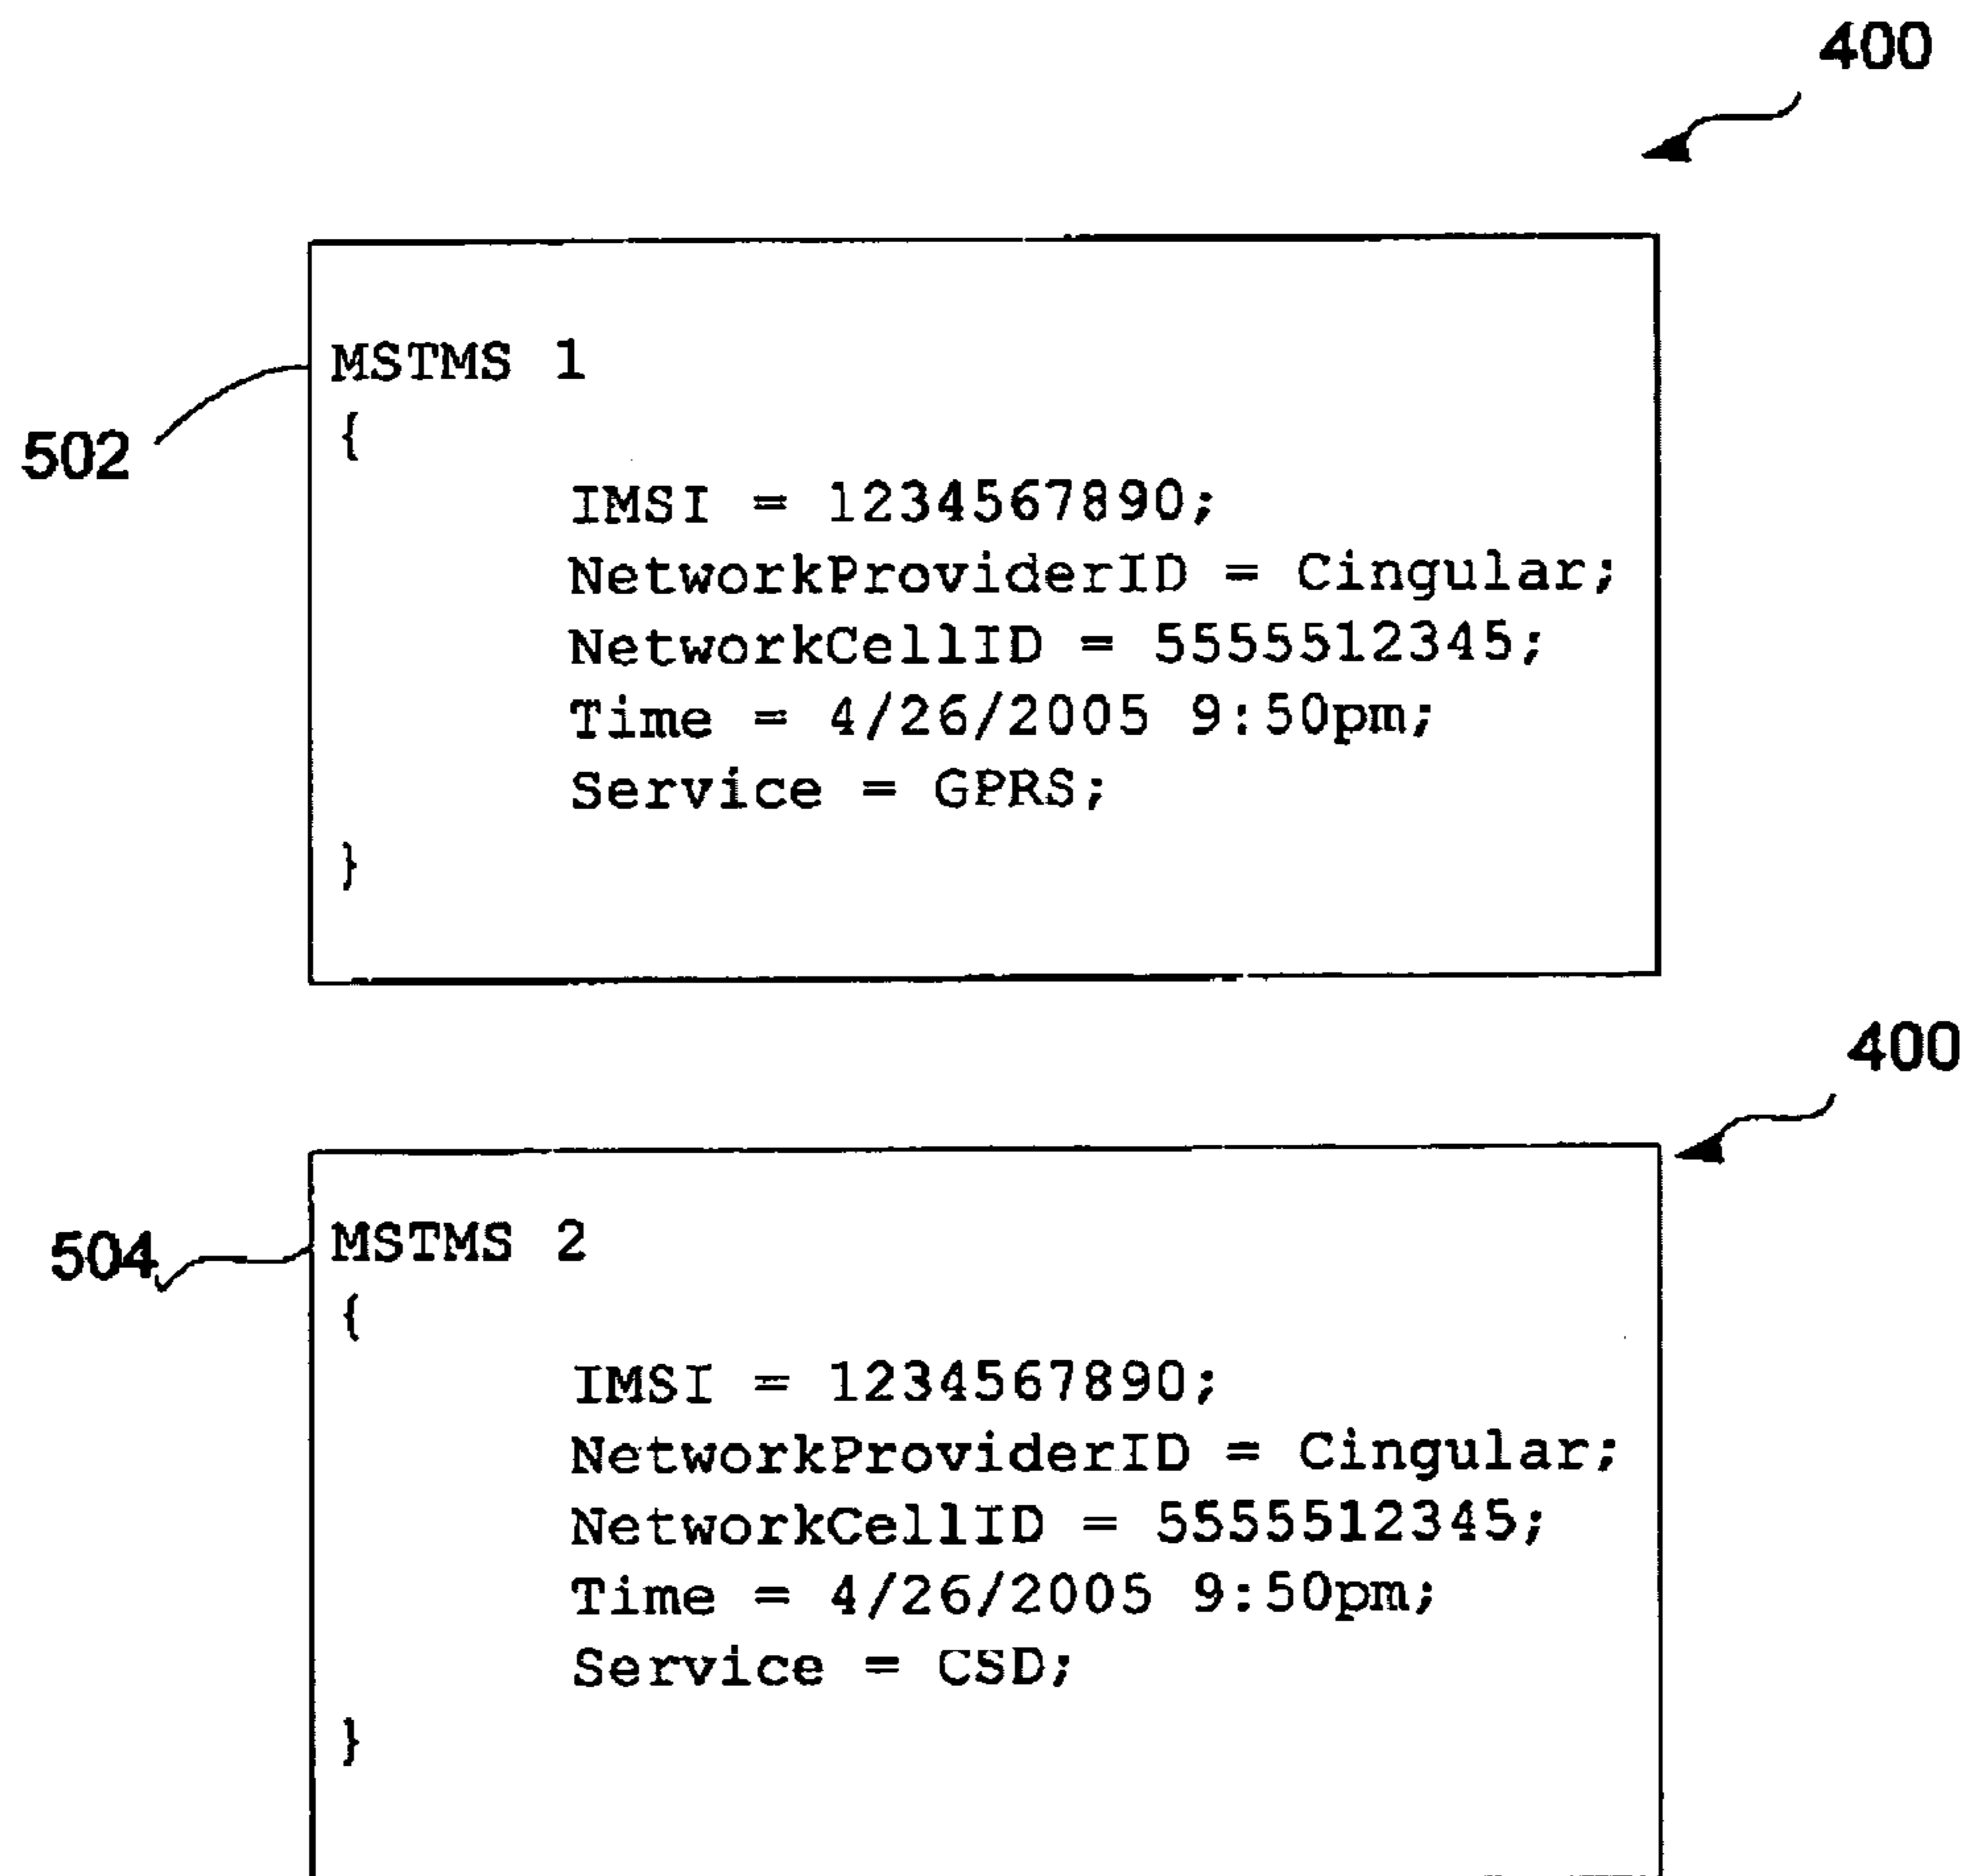 400
MSTMS 1
502
{
IMSI = 1234567890;
NetworkProviderID = Cingular;
NetworkCellID = 5555512345;
Time = 4/26/2005 9:50pm;
Service = GPRS;
}
400
504
MSTMS 2
{
IMSI = 1234567890;
NetworkProviderID = Cingular;
NetworkCellID = 5555512345;
Time = 4/26/2005 9:50pm;
Service = CSD;
}